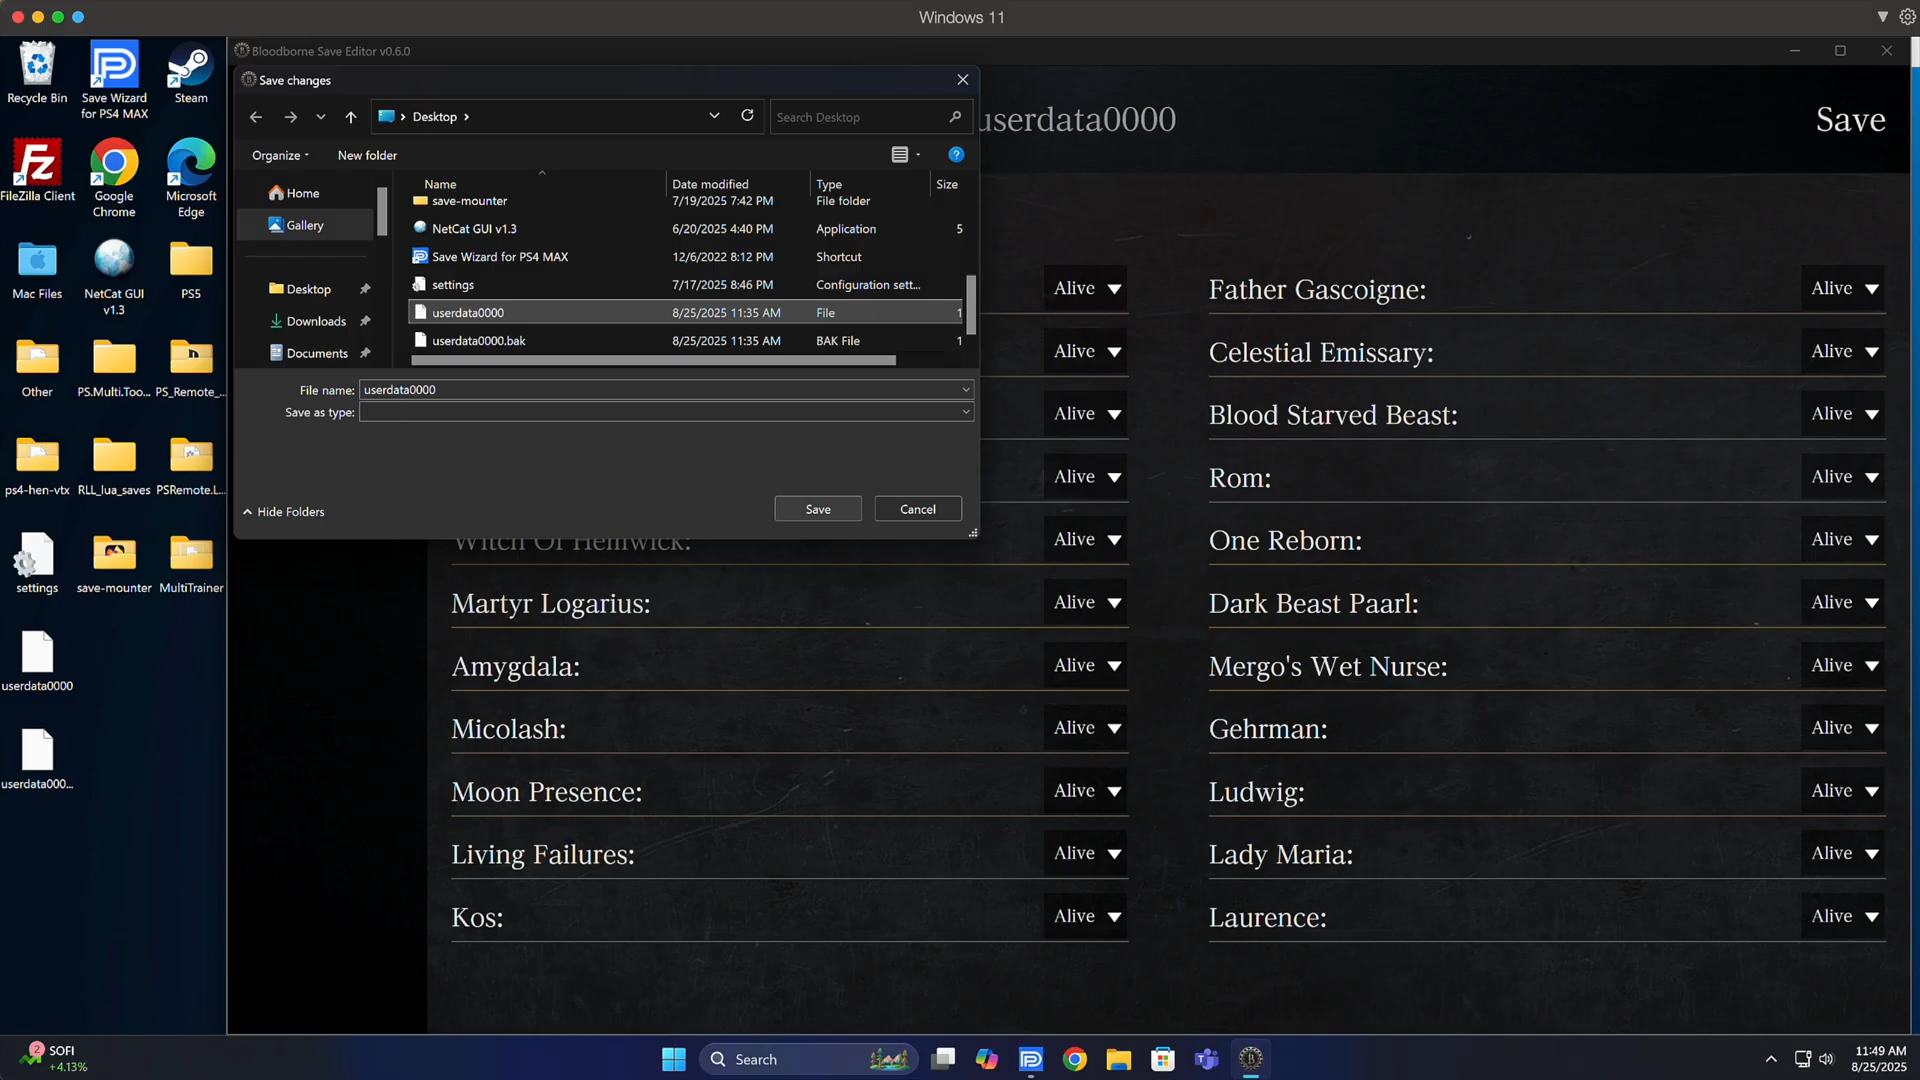 Windows 11
Recycle Bin
Save Wizard for PS4 MAX
Steam
FileZilla Client
Google Chrome
Microsoft Edge
Mac Files
NetCat GUI v1.3
PS5
Other
PS.Multi.Too...
PS_Remote_...
ps4-hen-vtx
RLL_lua_saves
PSRemote.L...
settings
save-mounter
MultiTrainer
userdata0000
userdata000...
Bloodborne Save Editor v0.6.0
Save changes
Desktop
Search Desktop
Organize
New folder
Home
Gallery
Desktop
Downloads
Documents
Name Date modified Type Size
save-mounter 7/19/2025 7:42 PM File folder
NetCat GUI v1.3 6/20/2025 4:40 PM Application 5
Save Wizard for PS4 MAX 12/6/2022 8:12 PM Shortcut
settings 7/17/2025 8:46 PM Configuration sett...
userdata0000 8/25/2025 11:35 AM File 1
userdata0000.bak 8/25/2025 11:35 AM BAK File 1
File name: userdata0000
Save as type:
Hide Folders
Save
Cancel
userdata0000
Save
Alive
Father Gascoigne: Alive
Alive
Celestial Emissary: Alive
Alive
Blood Starved Beast: Alive
Alive
Rom: Alive
Witch Of Hemwick: Alive
One Reborn: Alive
Martyr Logarius: Alive
Dark Beast Paarl: Alive
Amygdala: Alive
Mergo's Wet Nurse: Alive
Micolash: Alive
Gehrman: Alive
Moon Presence: Alive
Ludwig: Alive
Living Failures: Alive
Lady Maria: Alive
Kos: Alive
Laurence: Alive
2
SOFI
+4.13%
Search
11:49 AM
8/25/2025